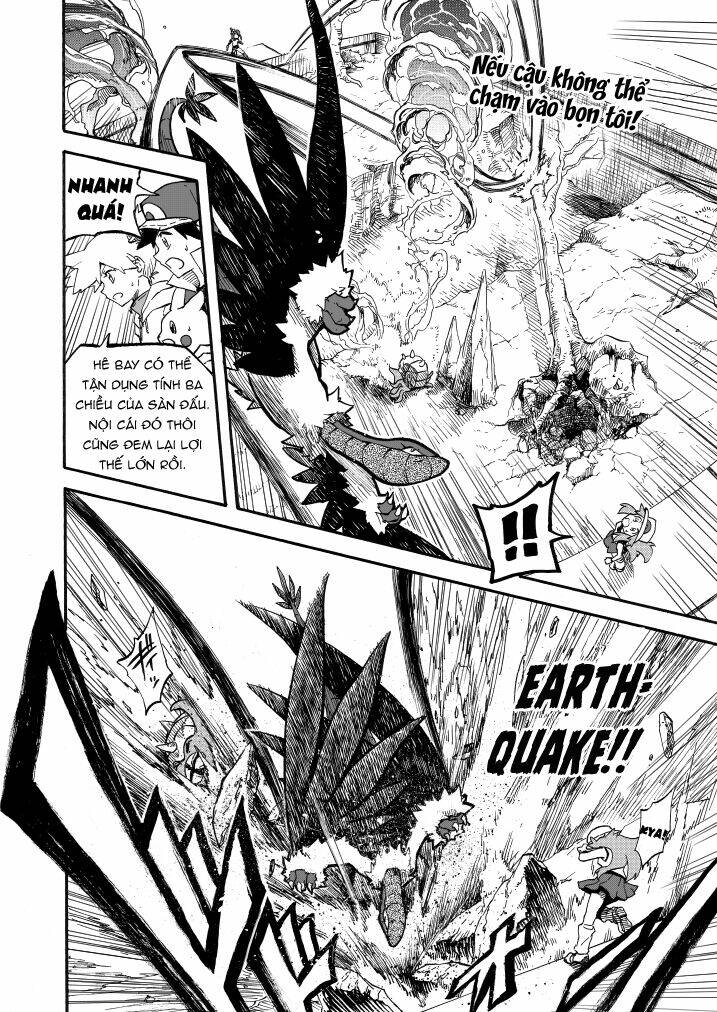 Nếu cậu không thể
chạm vào bọn tôi!
NHANH
QUÁ!
HÊ BAY CÓ THỂ
TẬN DỤNG TÍNH BA
CHIỀU CỦA SÀN ĐẤU.
NỘI CÁI ĐÓ THÔI
CŨNG ĐEM LẠI LỢI
THẾ LỚN RỒI.
!!
EARTH-
QUAKE!!
KYA!